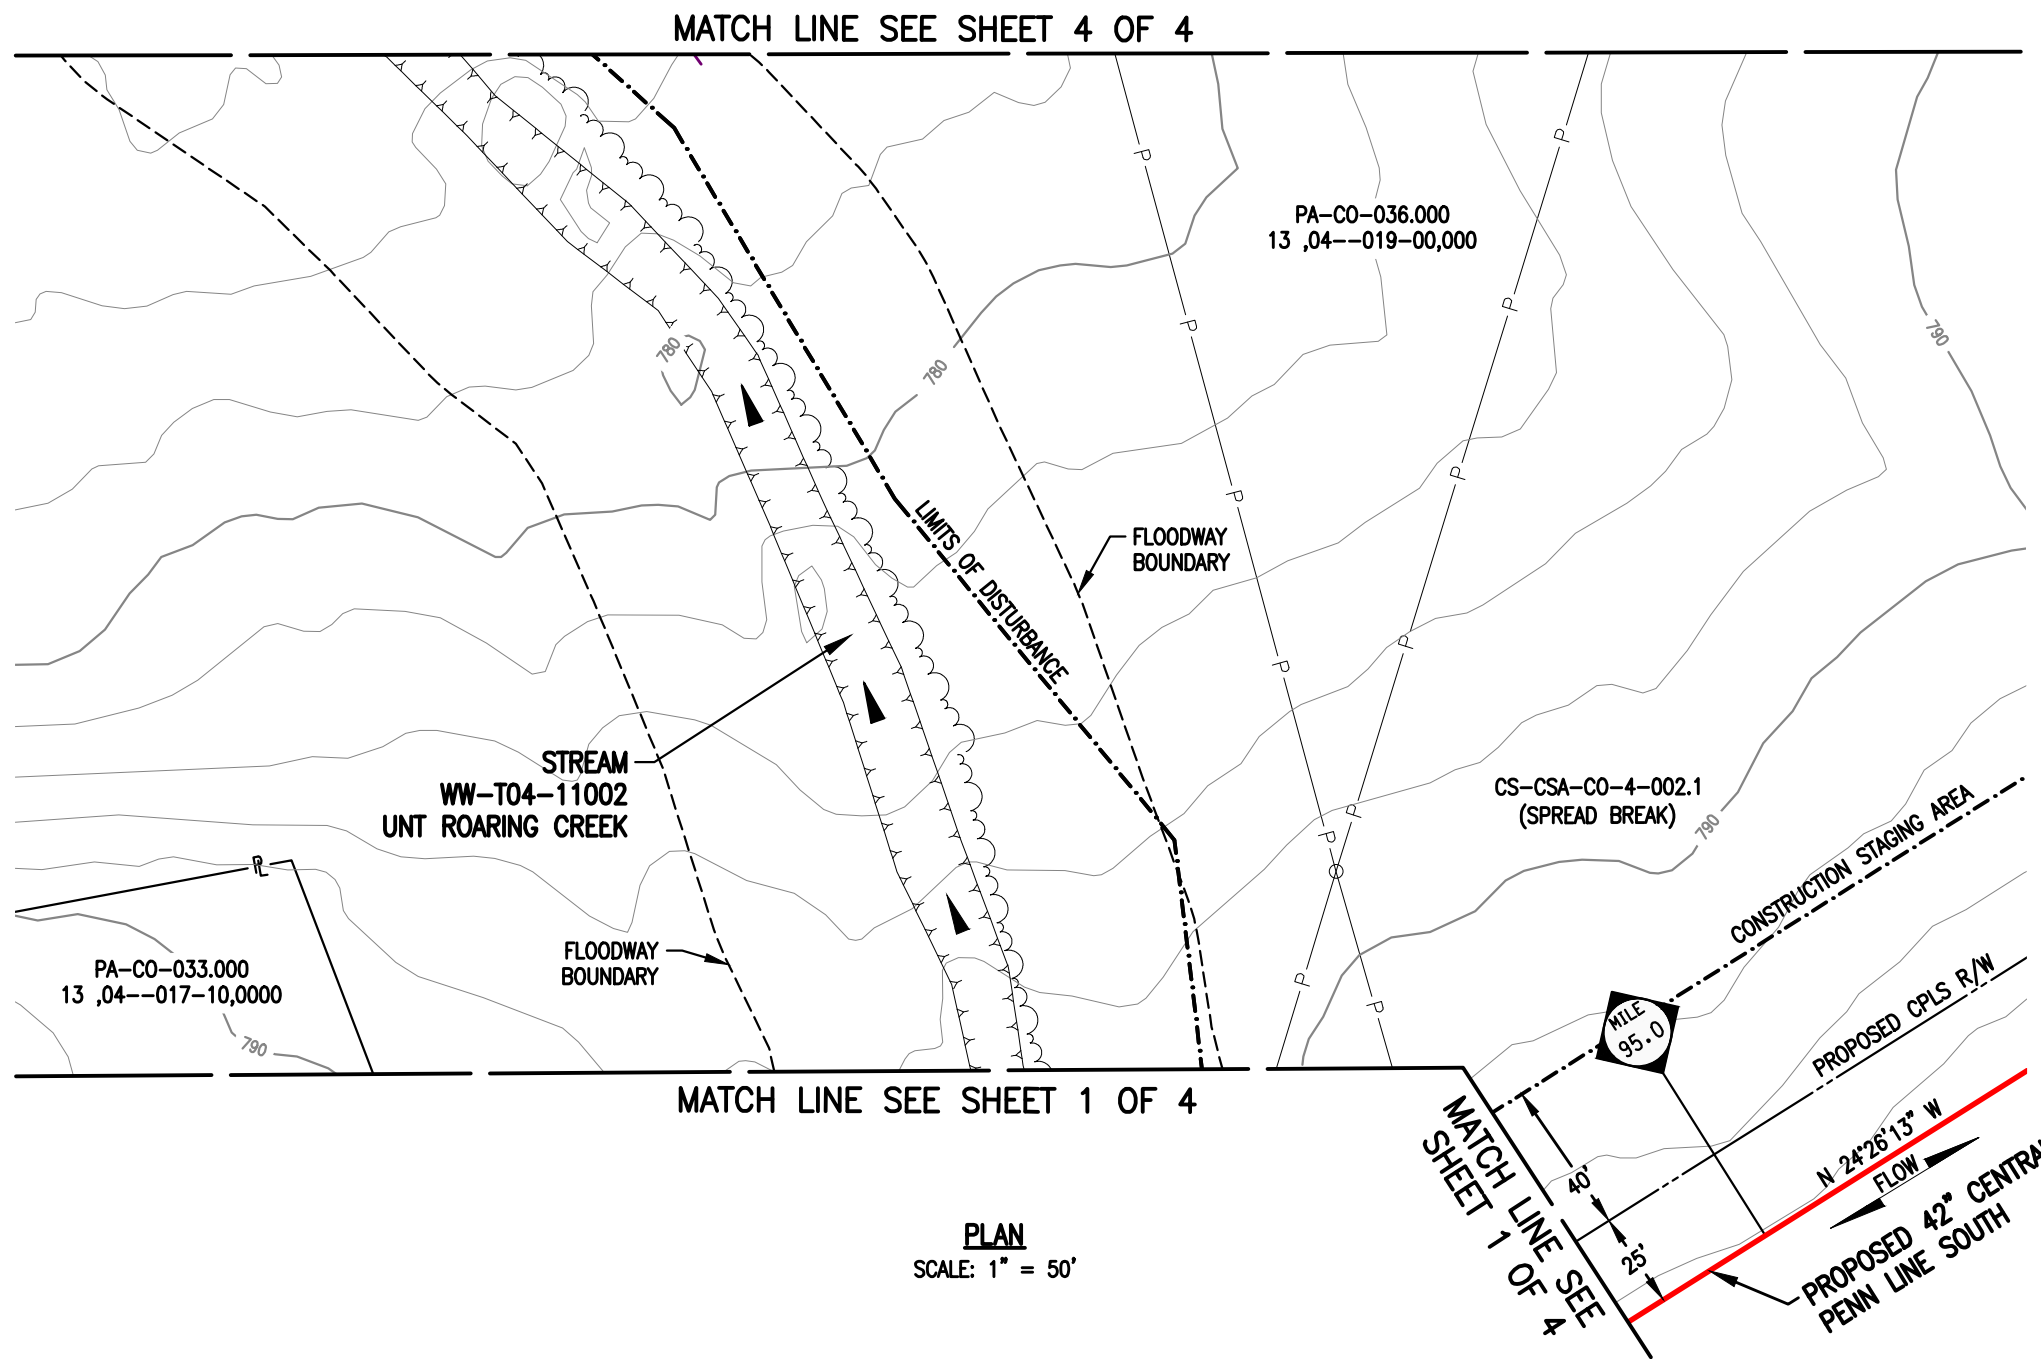 MATCH LINE SEE SHEET 4 OF 4
P
P
PA-CO-036.000
13 ,04--019-00,000
P
P
790
780
780
P
P
LIMITS OF DISTURBANCE
FLOODWAY
BOUNDARY
P
P
STREAM
WW-T04-11002
UNT ROARING CREEK
CS-CSA-CO-4-002.1
(SPREAD BREAK)
790
P
P
CONSTRUCTION STAGING AREA
PL
FLOODWAY
BOUNDARY
PA-CO-033.000
13 ,04--017-10,0000
790
P
P
MILE
95.0
PROPOSED CPLS R/W
MATCH LINE SEE SHEET 1 OF 4
MATCH LINE SEE
SHEET 1 OF 4
40'
25'
N 24°26'13" W
FLOW
PROPOSED 42" CENTRAL
PENN LINE SOUTH
PLAN
SCALE: 1" = 50'